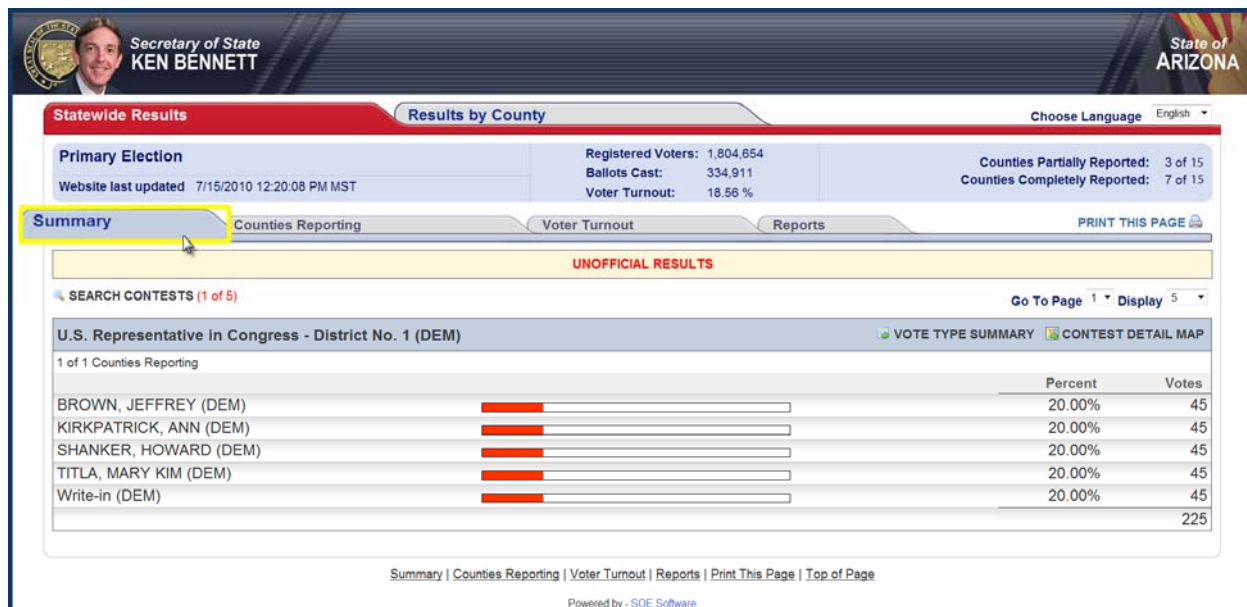 Secretary of State
KEN BENNETT
State of
ARIZONA
Statewide Results
Results by County
Choose Language English
Primary Election
Website last updated 7/15/2010 12:20:08 PM MST
Registered Voters: 1,804,654
Ballots Cast: 334,911
Voter Turnout: 18.56 %
Counties Partially Reported: 3 of 15
Counties Completely Reported: 7 of 15
Summary Counties Reporting Voter Turnout Reports PRINT THIS PAGE
UNOFFICIAL RESULTS
SEARCH CONTESTS (1 of 5)
Go To Page 1 Display 5
U.S. Representative in Congress - District No. 1 (DEM) VOTE TYPE SUMMARY CONTEST DETAIL MAP
1 of 1 Counties Reporting
Percent Votes
BROWN, JEFFREY (DEM) 20.00% 45
KIRKPATRICK, ANN (DEM) 20.00% 45
SHANKER, HOWARD (DEM) 20.00% 45
TITLA, MARY KIM (DEM) 20.00% 45
Write-in (DEM) 20.00% 45
225
Summary | Counties Reporting | Voter Turnout | Reports | Print This Page | Top of Page
Powered by - SOE Software